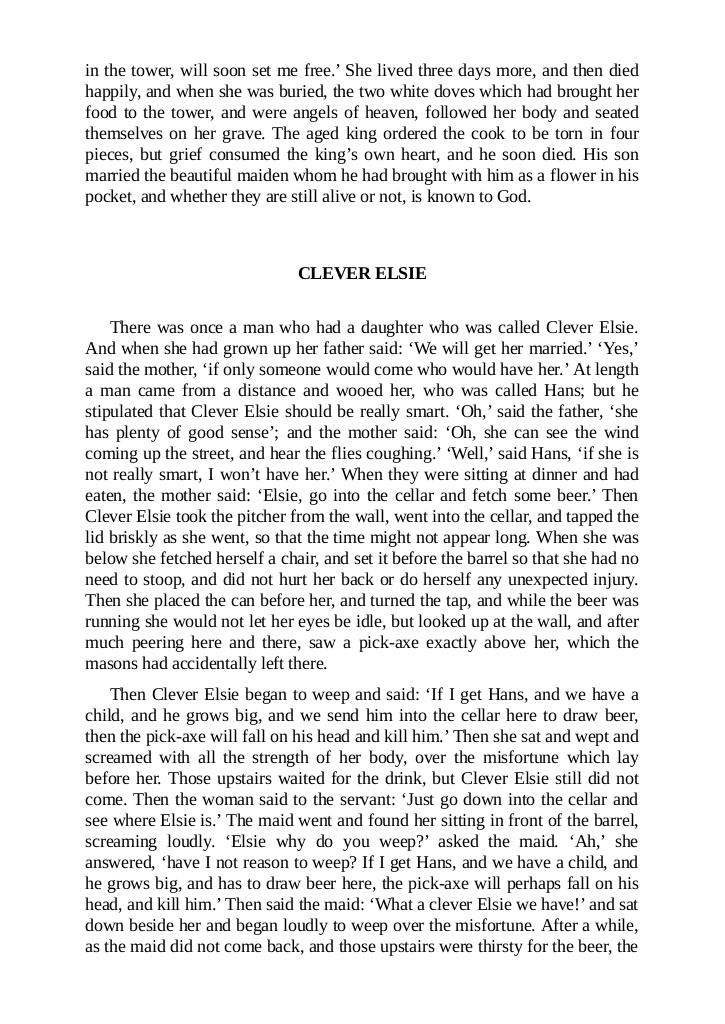 in the tower, will soon set me free.’ She lived three days more, and then died
happily, and when she was buried, the two white doves which had brought her
food to the tower, and were angels of heaven, followed her body and seated
themselves on her grave. The aged king ordered the cook to be torn in four
pieces, but grief consumed the king’s own heart, and he soon died. His son
married the beautiful maiden whom he had brought with him as a flower in his
pocket, and whether they are still alive or not, is known to God.
CLEVER ELSIE
There was once a man who had a daughter who was called Clever Elsie.
And when she had grown up her father said: ‘We will get her married.’ ‘Yes,’
said the mother, ‘if only someone would come who would have her.’ At length
a man came from a distance and wooed her, who was called Hans; but he
stipulated that Clever Elsie should be really smart. ‘Oh,’ said the father, ‘she
has plenty of good sense’; and the mother said: ‘Oh, she can see the wind
coming up the street, and hear the flies coughing.’ ‘Well,’ said Hans, ‘if she is
not really smart, I won’t have her.’ When they were sitting at dinner and had
eaten, the mother said: ‘Elsie, go into the cellar and fetch some beer.’ Then
Clever Elsie took the pitcher from the wall, went into the cellar, and tapped the
lid briskly as she went, so that the time might not appear long. When she was
below she fetched herself a chair, and set it before the barrel so that she had no
need to stoop, and did not hurt her back or do herself any unexpected injury.
Then she placed the can before her, and turned the tap, and while the beer was
running she would not let her eyes be idle, but looked up at the wall, and after
much peering here and there, saw a pick-axe exactly above her, which the
masons had accidentally left there.
Then Clever Elsie began to weep and said: ‘If I get Hans, and we have a
child, and he grows big, and we send him into the cellar here to draw beer,
then the pick-axe will fall on his head and kill him.’ Then she sat and wept and
screamed with all the strength of her body, over the misfortune which lay
before her. Those upstairs waited for the drink, but Clever Elsie still did not
come. Then the woman said to the servant: ‘Just go down into the cellar and
see where Elsie is.’ The maid went and found her sitting in front of the barrel,
screaming loudly. ‘Elsie why do you weep?’ asked the maid. ‘Ah,’ she
answered, ‘have I not reason to weep? If I get Hans, and we have a child, and
he grows big, and has to draw beer here, the pick-axe will perhaps fall on his
head, and kill him.’ Then said the maid: ‘What a clever Elsie we have!’ and sat
down beside her and began loudly to weep over the misfortune. After a while,
as the maid did not come back, and those upstairs were thirsty for the beer, the